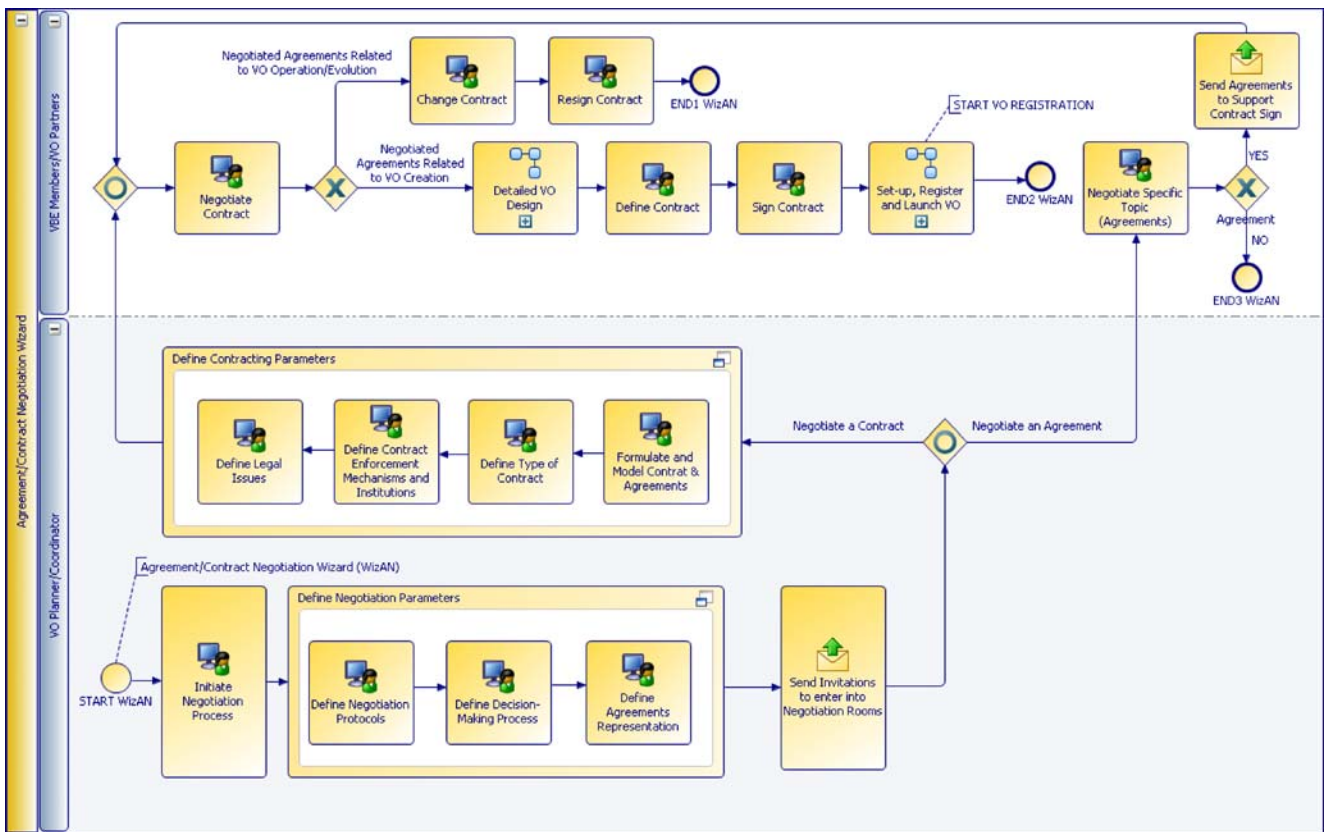 Agreement/Contract Negotiation Wizard
VBE Members/VO Partners
Negotiated Agreements Related
to VO Operation/Evolution
Change Contract
Resign Contract
END1 WizAN
Send Agreements
to Support
Contract Sign
START VO REGISTRATION
Negotiate
Contract
Negotiated
Agreements Related
to VO Creation
Detailed VO
Design
Define Contract
Sign Contract
Set-up, Register
and Launch VO
END2 WizAN
Negotiate Specific
Topic
(Agreements)
YES
Agreement
NO
END3 WizAN
VO Planner/Coordinator
Define Contracting Parameters
Define Legal
Issues
Define Contract
Enforcement
Mechanisms and
Institutions
Define Type of
Contract
Formulate and
Model Contrat &
Agreements
Negotiate a Contract
Negotiate an Agreement
Agreement/Contract Negotiation Wizard (WizAN)
START WizAN
Initiate
Negotiation
Process
Define Negotiation Parameters
Define Negotiation
Protocols
Define Decision-
Making Process
Define
Agreements
Representation
Send Invitations
to enter into
Negotiation Rooms